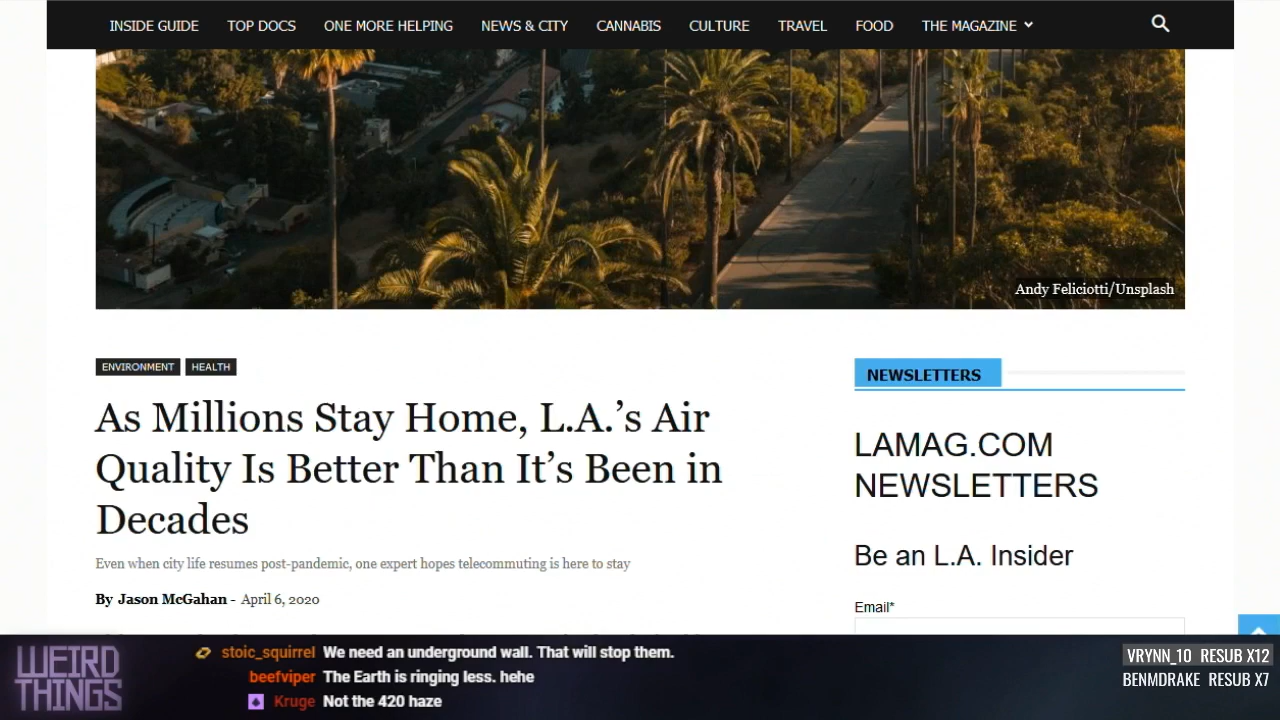 INSIDE GUIDE TOP DOCS ONE MORE HELPING NEWS & CITY CANNABIS CULTURE TRAVEL FOOD THE MAGAZINE
Andy Feliciotti/Unsplash
ENVIRONMENT HEALTH
As Millions Stay Home, L.A.’s Air
Quality Is Better Than It’s Been in
Decades
Even when city life resumes post-pandemic, one expert hopes telecommuting is here to stay
By Jason McGahan - April 6, 2020
NEWSLETTERS
LAMAG.COM
NEWSLETTERS
Be an L.A. Insider
Email*
WEIRD
THINGS
stoic_squirrel We need an underground wall. That will stop them.
beefviper The Earth is ringing less. hehe
Kruge Not the 420 haze
VRYNN_10 RESUB X12
BENMDRAKE RESUB X7